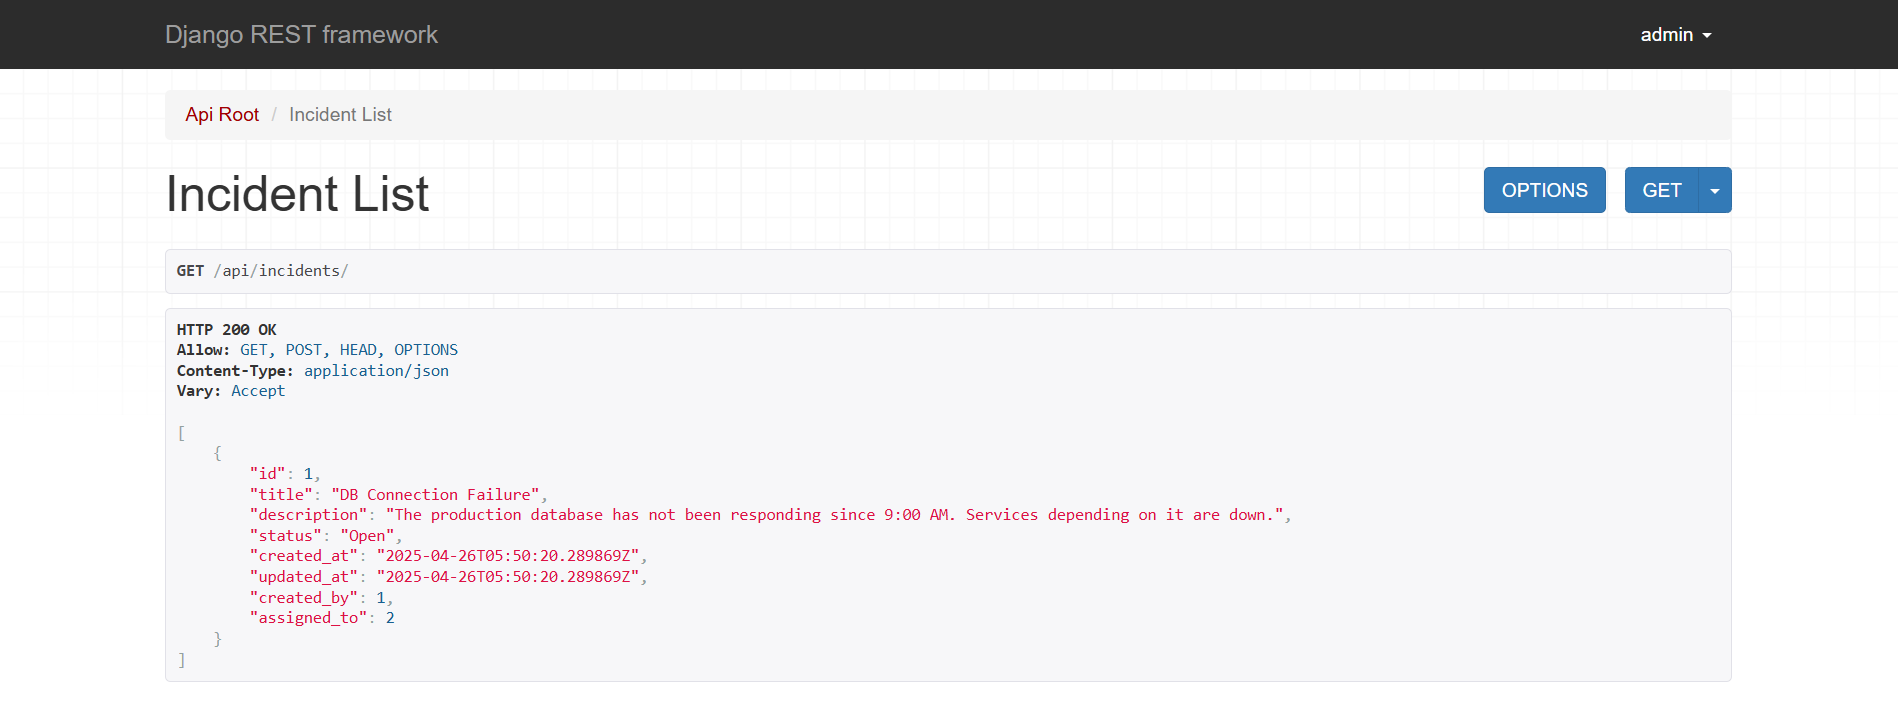 Django REST framework
admin
Api Root / Incident List
Incident List
OPTIONS
GET
GET /api/incidents/
HTTP 200 OK
Allow: GET, POST, HEAD, OPTIONS
Content-Type: application/json
Vary: Accept
[
    {
        "id": 1,
        "title": "DB Connection Failure",
        "description": "The production database has not been responding since 9:00 AM. Services depending on it are down.",
        "status": "Open",
        "created_at": "2025-04-26T05:50:20.289869Z",
        "updated_at": "2025-04-26T05:50:20.289869Z",
        "created_by": 1,
        "assigned_to": 2
    }
]